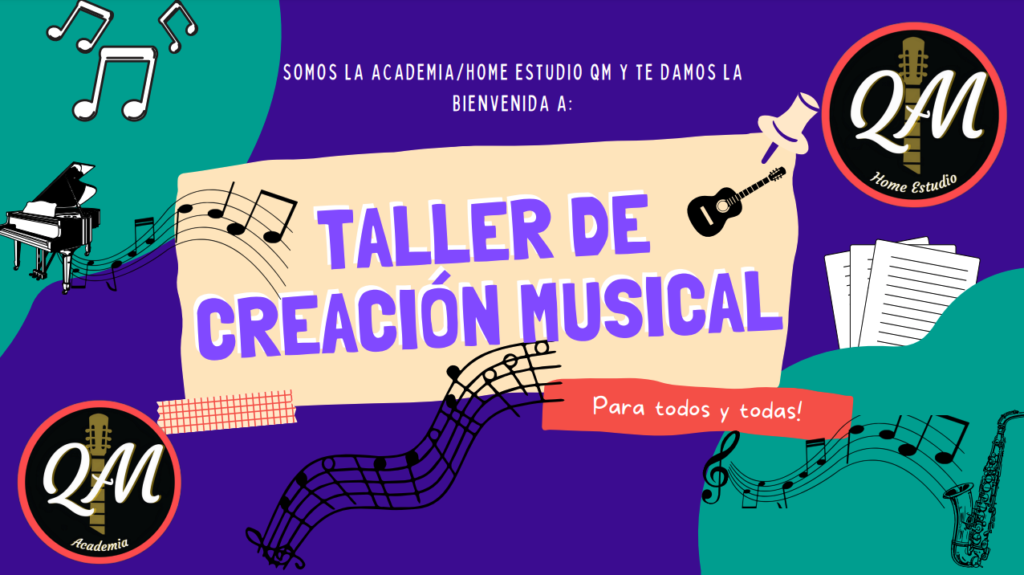 SOMOS LA ACADEMIA/HOME ESTUDIO QM Y TE DAMOS LA
BIENVENIDA A:
QM
Home Estudio
TALLER DE
CREACIÓN MUSICAL
Para todos y todas!
QM
Academia